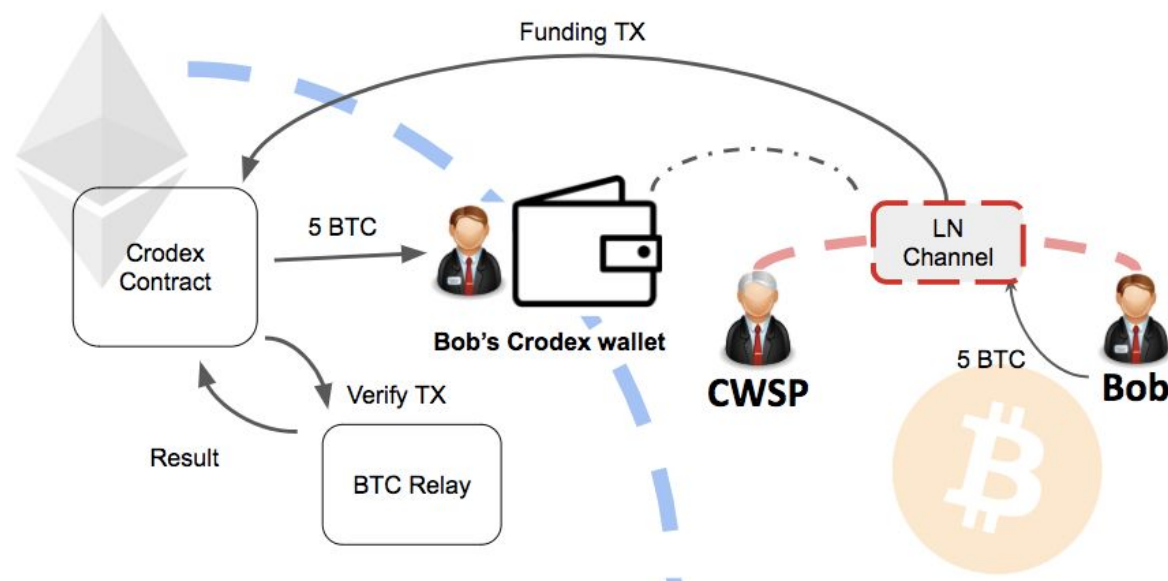 Funding TX
Crodex
Contract
5 BTC
Bob's Crodex wallet
LN
Channel
CWSP
5 BTC
Bob
Verify TX
Result
BTC Relay